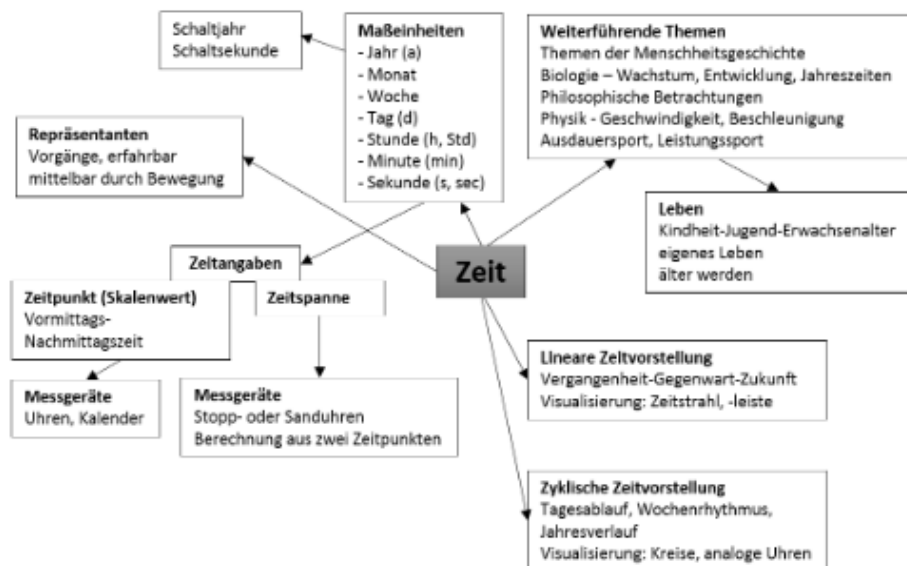 Schaltjahr
Schaltsekunde
Maßeinheiten
- Jahr (a)
- Monat
- Woche
- Tag (d)
- Stunde (h, Std)
- Minute (min)
- Sekunde (s, sec)
Weiterführende Themen
Themen der Menschheitsgeschichte
Biologie – Wachstum, Entwicklung, Jahreszeiten
Philosophische Betrachtungen
Physik - Geschwindigkeit, Beschleunigung
Ausdauersport, Leistungssport
Repräsentanten
Vorgänge, erfahrbar
mittelbar durch Bewegung
Leben
Kindheit-Jugend-Erwachsenalter
eigenes Leben
älter werden
Zeit
Zeitangaben
Zeitpunkt (Skalenwert)
Vormittags-
Nachmittagszeit
Zeitspanne
Messgeräte
Uhren, Kalender
Messgeräte
Stopp- oder Sanduhren
Berechnung aus zwei Zeitpunkten
Lineare Zeitvorstellung
Vergangenheit-Gegenwart-Zukunft
Visualisierung: Zeitstrahl, -leiste
Zyklische Zeitvorstellung
Tagesablauf, Wochenrhythmus,
Jahresverlauf
Visualisierung: Kreise, analoge Uhren